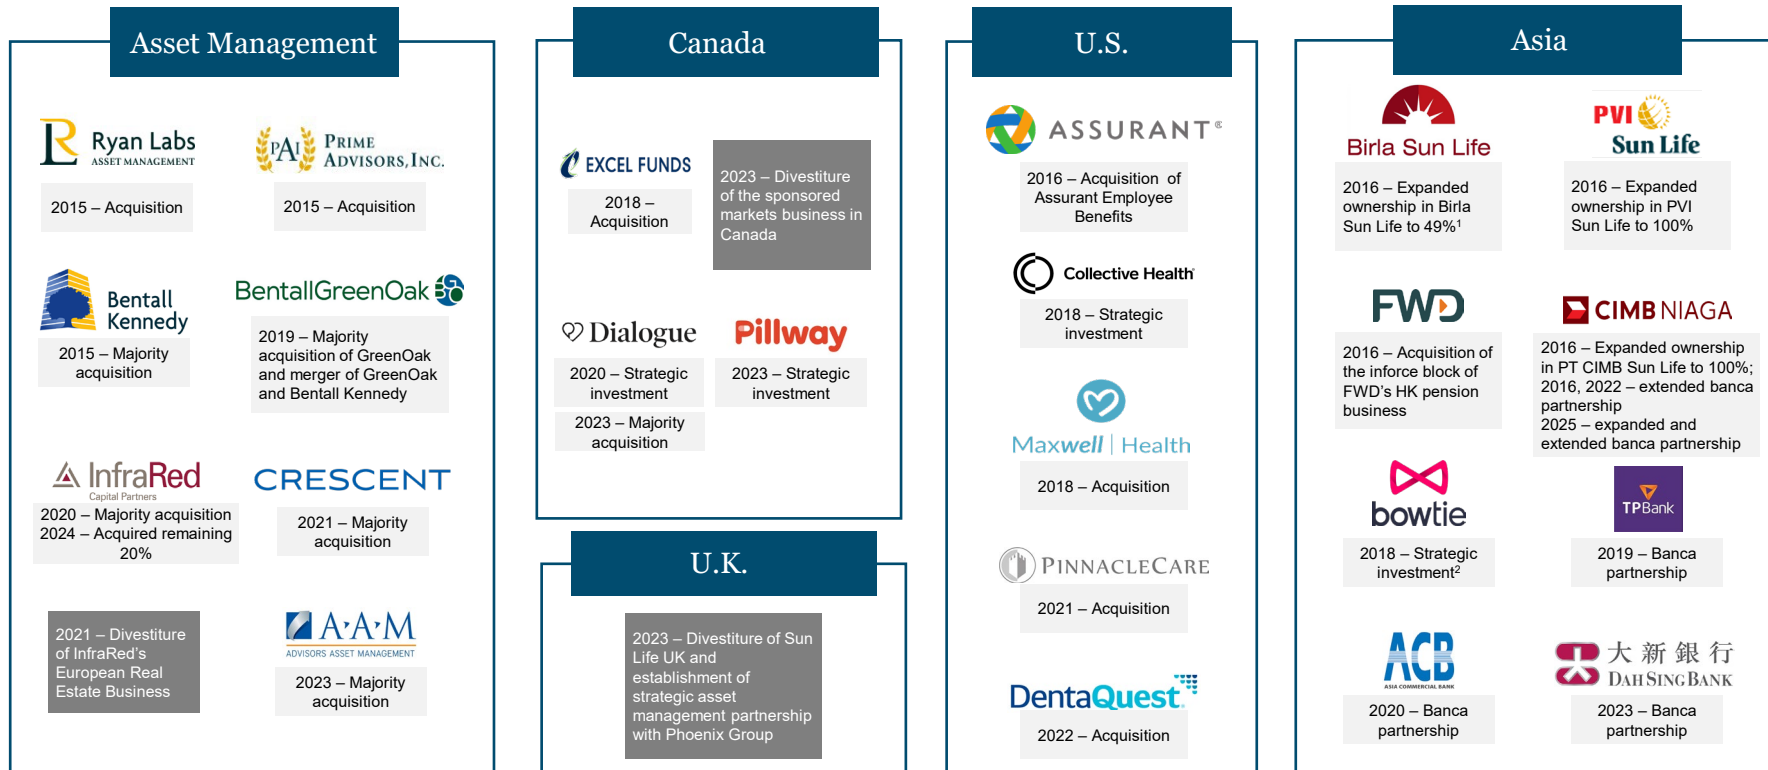 Asset Management
Ryan Labs
ASSET MANAGEMENT
2015 – Acquisition
PAI
PRIME
ADVISORS, INC.
2015 – Acquisition
Bentall
Kennedy
2015 – Majority
acquisition
BentallGreenOak
2019 – Majority
acquisition of GreenOak
and merger of GreenOak
and Bentall Kennedy
InfraRed
Capital Partners
2020 – Majority acquisition
2024 – Acquired remaining
20%
CRESCENT
2021 – Majority
acquisition
2021 – Divestiture
of InfraRed’s
European Real
Estate Business
A·A·M
ADVISORS ASSET MANAGEMENT
2023 – Majority
acquisition
Canada
EXCEL FUNDS
2018 –
Acquisition
2023 – Divestiture
of the sponsored
markets business in
Canada
Dialogue
2020 – Strategic
investment
2023 – Majority
acquisition
Pillway
2023 – Strategic
investment
U.K.
2023 – Divestiture of Sun
Life UK and
establishment of
strategic asset
management partnership
with Phoenix Group
U.S.
ASSURANT®
2016 – Acquisition of
Assurant Employee
Benefits
Collective Health
2018 – Strategic
investment
Maxwell | Health
2018 – Acquisition
PINNACLECARE
2021 – Acquisition
DentaQuest
2022 – Acquisition
Asia
Birla Sun Life
2016 – Expanded
ownership in Birla
Sun Life to 49%¹
PVI
Sun Life
2016 – Expanded
ownership in PVI
Sun Life to 100%
FWD
2016 – Acquisition of
the inforce block of
FWD’s HK pension
business
CIMB NIAGA
2016 – Expanded ownership
in PT CIMB Sun Life to 100%;
2016, 2022 – extended banca
partnership
2025 – expanded and
extended banca partnership
bowtie
2018 – Strategic
investment²
TPBank
2019 – Banca
partnership
ACB
ASIA COMMERCIAL BANK
2020 – Banca
partnership
大新銀行
DAH SING BANK
2023 – Banca
partnership